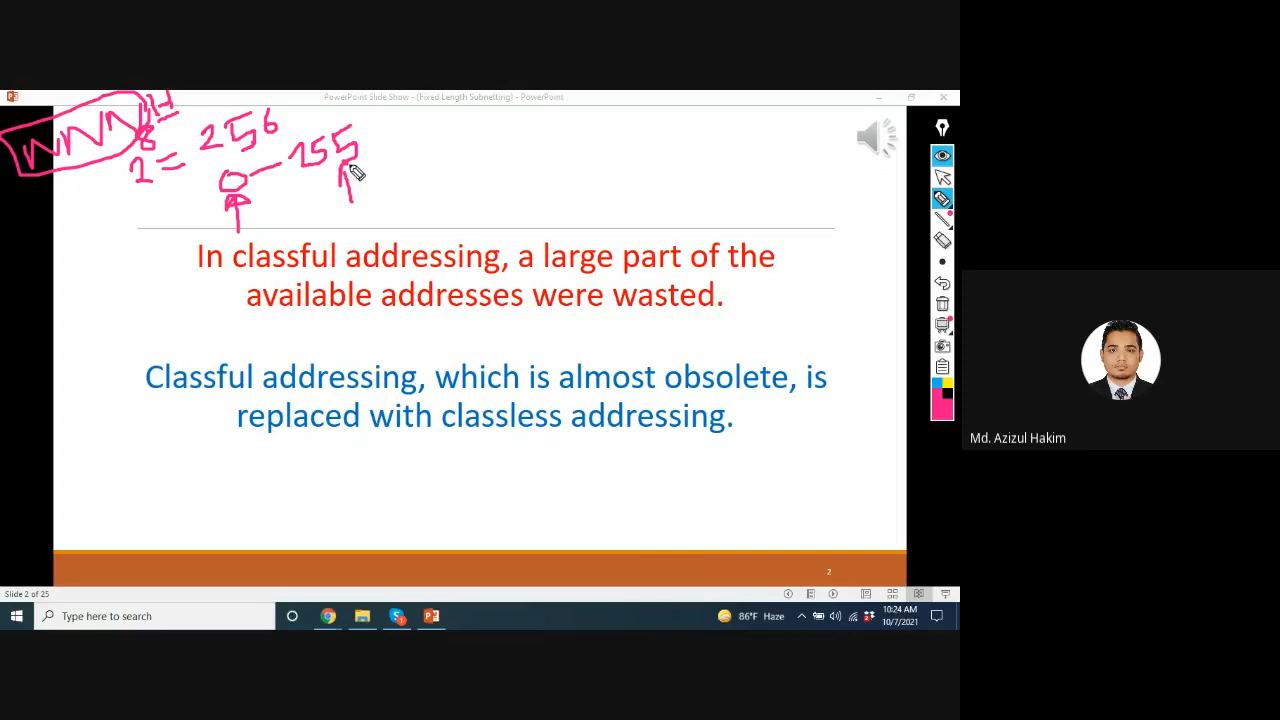 PowerPoint Slide Show - (Fixed Length Subnetting) - PowerPoint
H
2⁸ = 256
0 - 255
In classful addressing, a large part of the
available addresses were wasted.
Classful addressing, which is almost obsolete, is
replaced with classless addressing.
2
Slide 2 of 25
Type here to search
86°F Haze
10:24 AM
10/7/2021
Md. Azizul Hakim